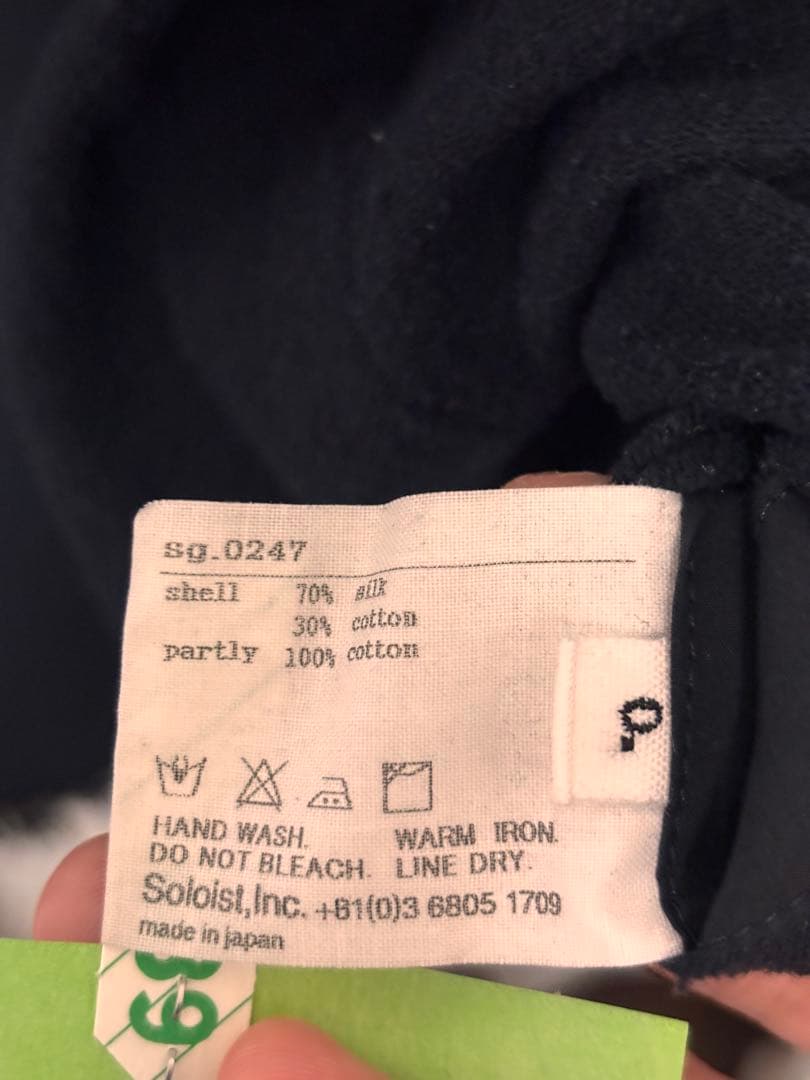 sg.0247
shell 70% silk
30% cotton
partly 100% cotton
HAND WASH. WARM IRON.
DO NOT BLEACH. LINE DRY.
Soloist,Inc. +81(0)3 6805 1709
made in japan